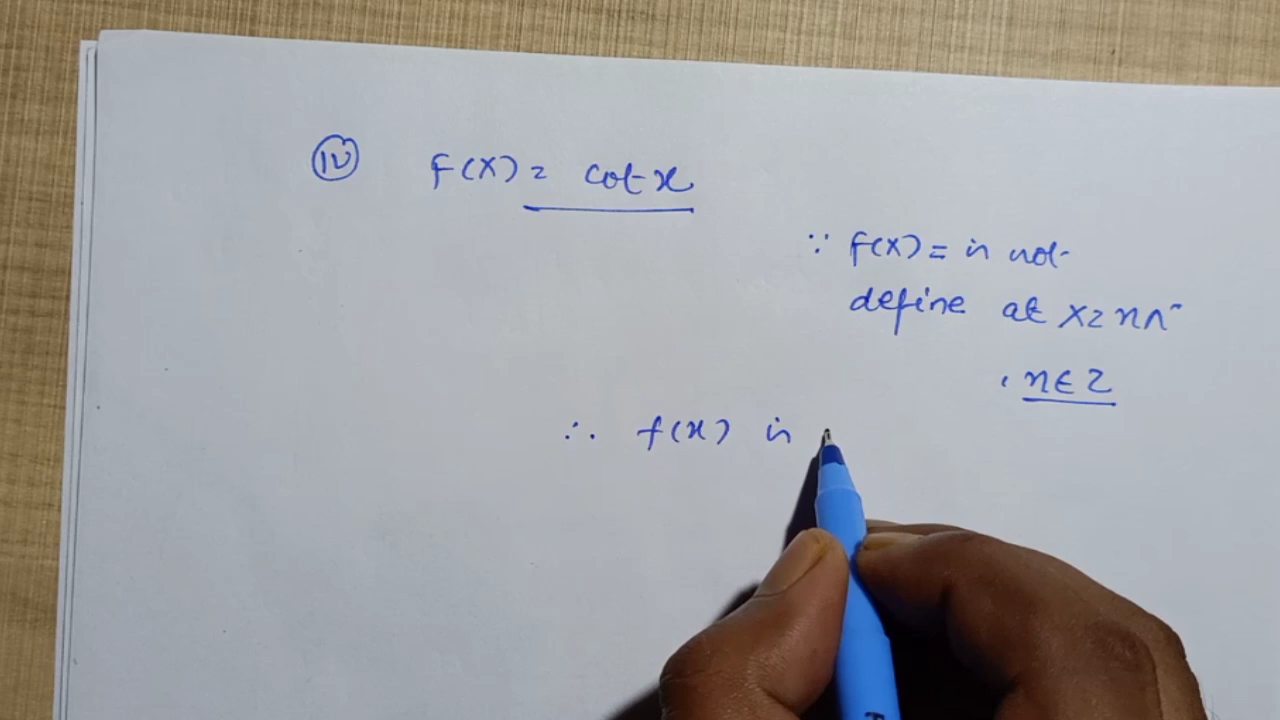 (iv) f(x) = cot x
∵ f(x) = is not
define at x = nπ
, n ∈ Z
∴ f(x) is